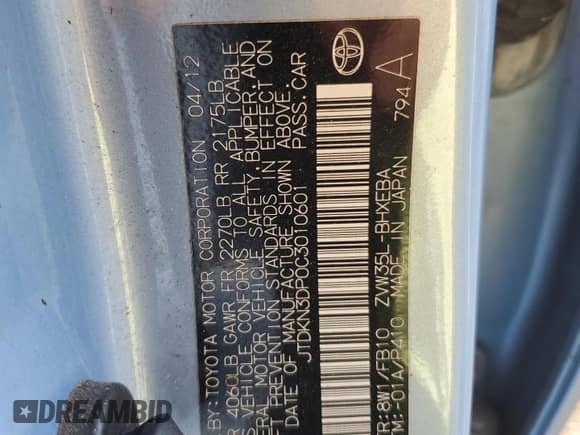 BY: TOYOTA MOTOR CORPORATION 04/12
4060LB GAWR FR 2270LB RR 2175LB
VEHICLE CONFORMS TO ALL APPLICABLE
MOTOR VEHICLE SAFETY, BUMPER, AND
PREVENTION STANDARDS IN EFFECT ON
DATE OF MANUFACTURE SHOWN ABOVE.
JTDKN3DP0C3010601 PASS. CAR
TR: 8W1/FB10 ZVW35L-BHXEBA
-01A/P410 MADE IN JAPAN 794 A
DREAMBID